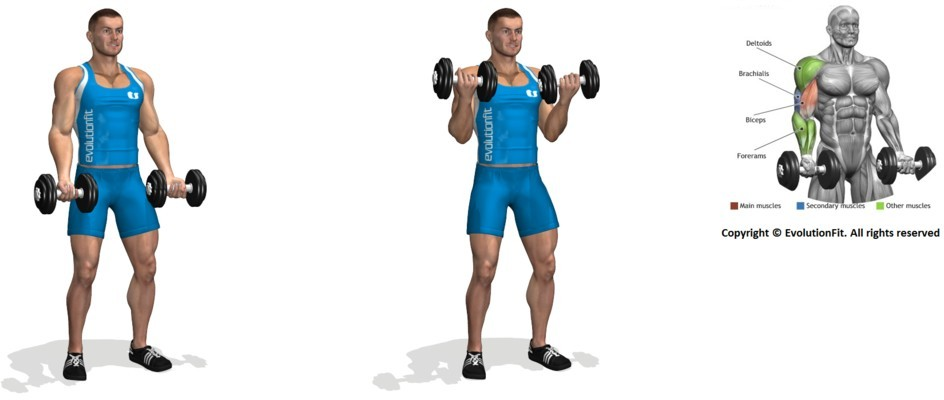 evolutionfit
evolutionfit
Deltoids
Brachialis
Biceps
Forerams
Main muscles
Secondary muscles
Other muscles
Copyright © EvolutionFit. All rights reserved